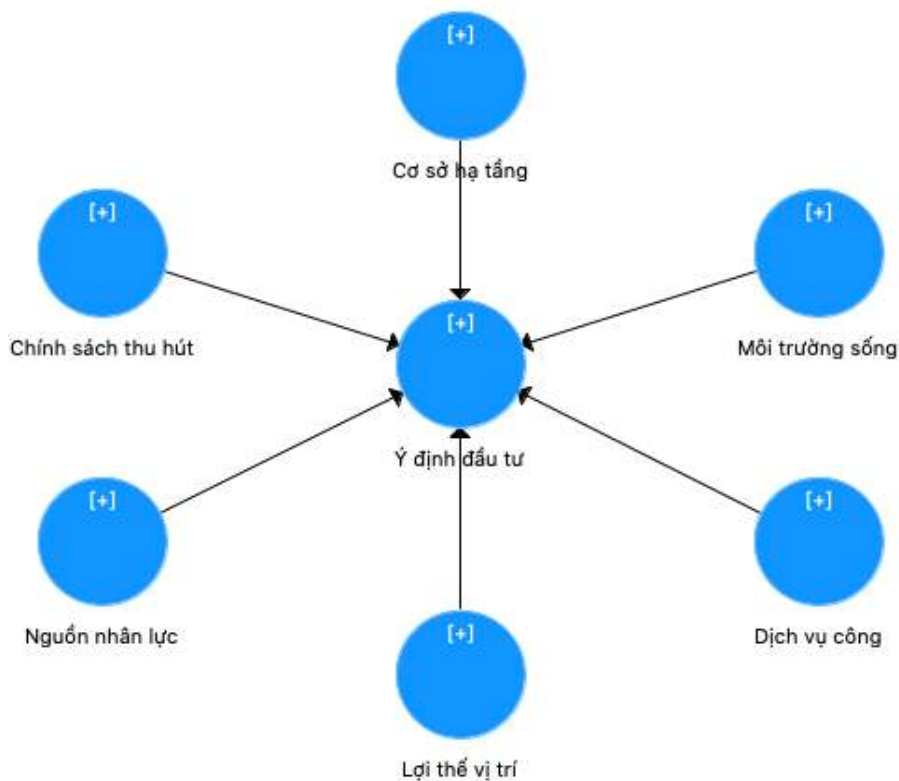 [+]
Cơ sở hạ tầng
[+]
Chính sách thu hút
[+]
Môi trường sống
[+]
Ý định đầu tư
[+]
Nguồn nhân lực
[+]
Dịch vụ công
[+]
Lợi thế vị trí